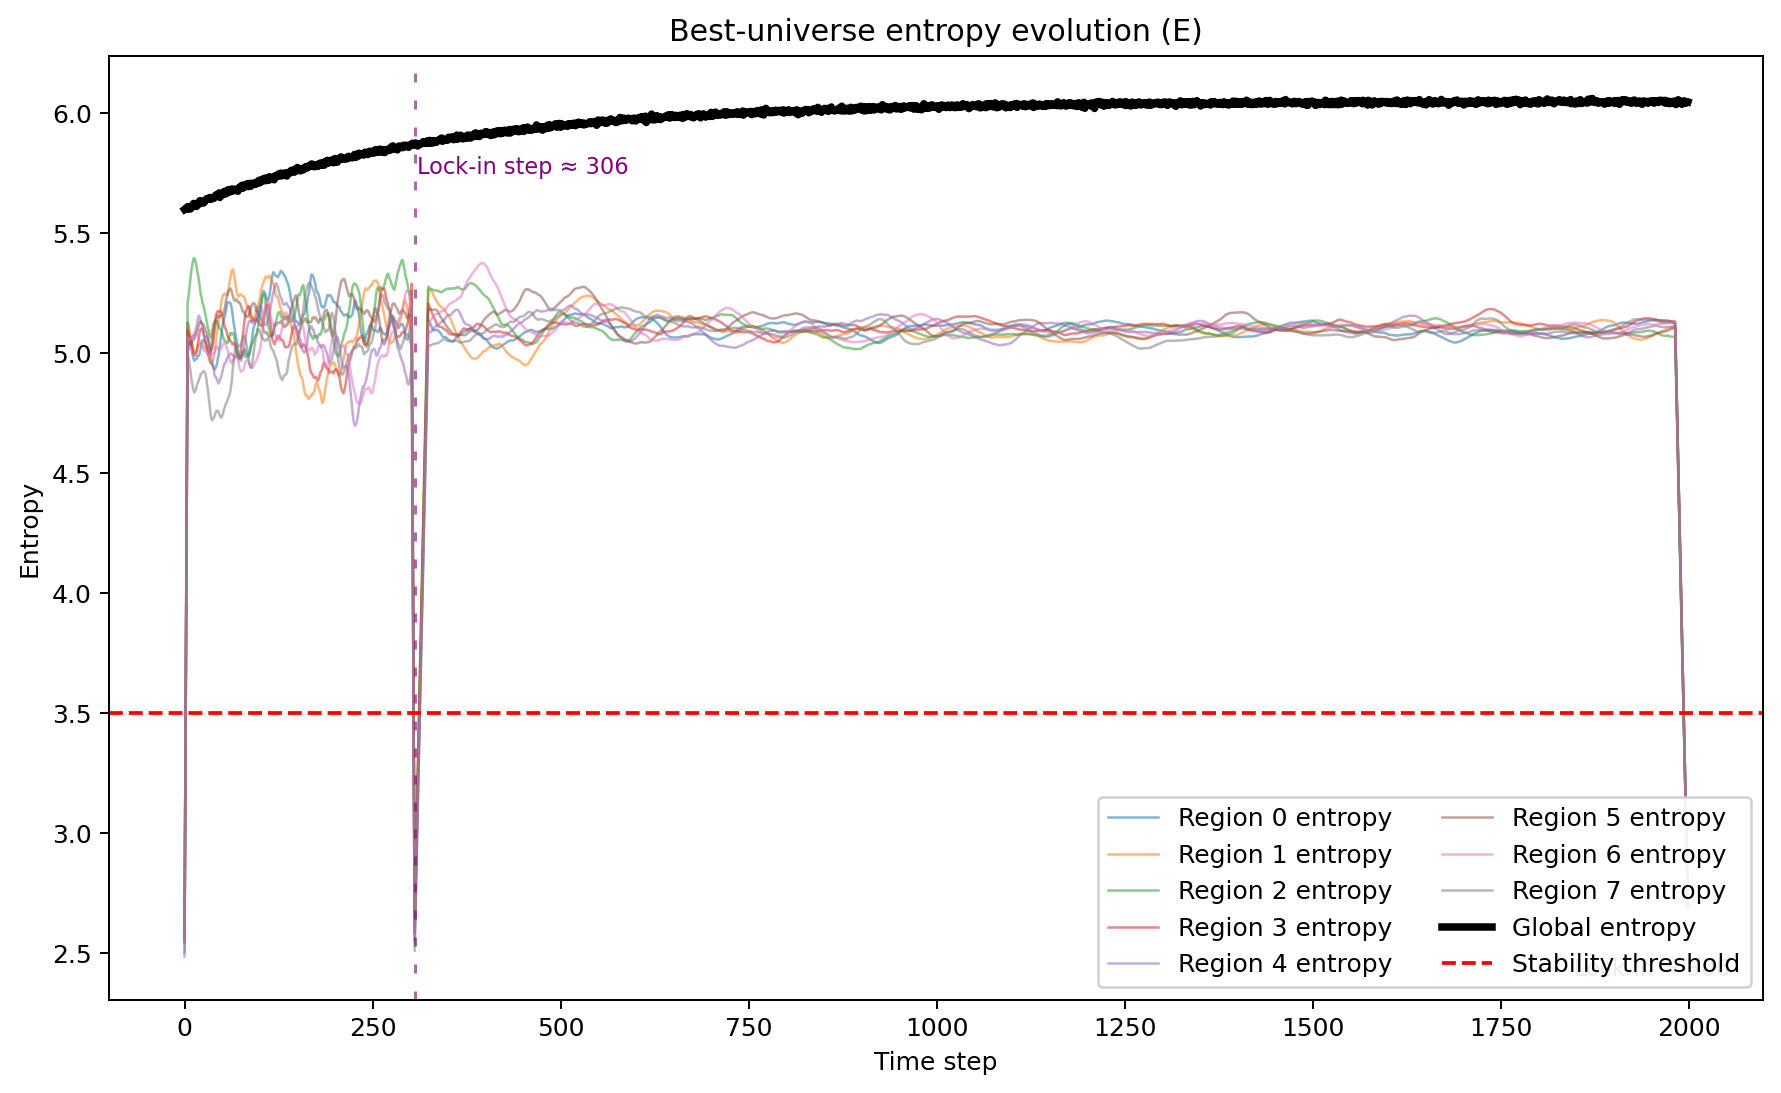 Best-universe entropy evolution (E)
Entropy
6.0
5.5
5.0
4.5
4.0
3.5
3.0
2.5
Lock-in step ≈ 306
Region 0 entropy
Region 1 entropy
Region 2 entropy
Region 3 entropy
Region 4 entropy
Region 5 entropy
Region 6 entropy
Region 7 entropy
Global entropy
Stability threshold
0 250 500 750 1000 1250 1500 1750 2000
Time step